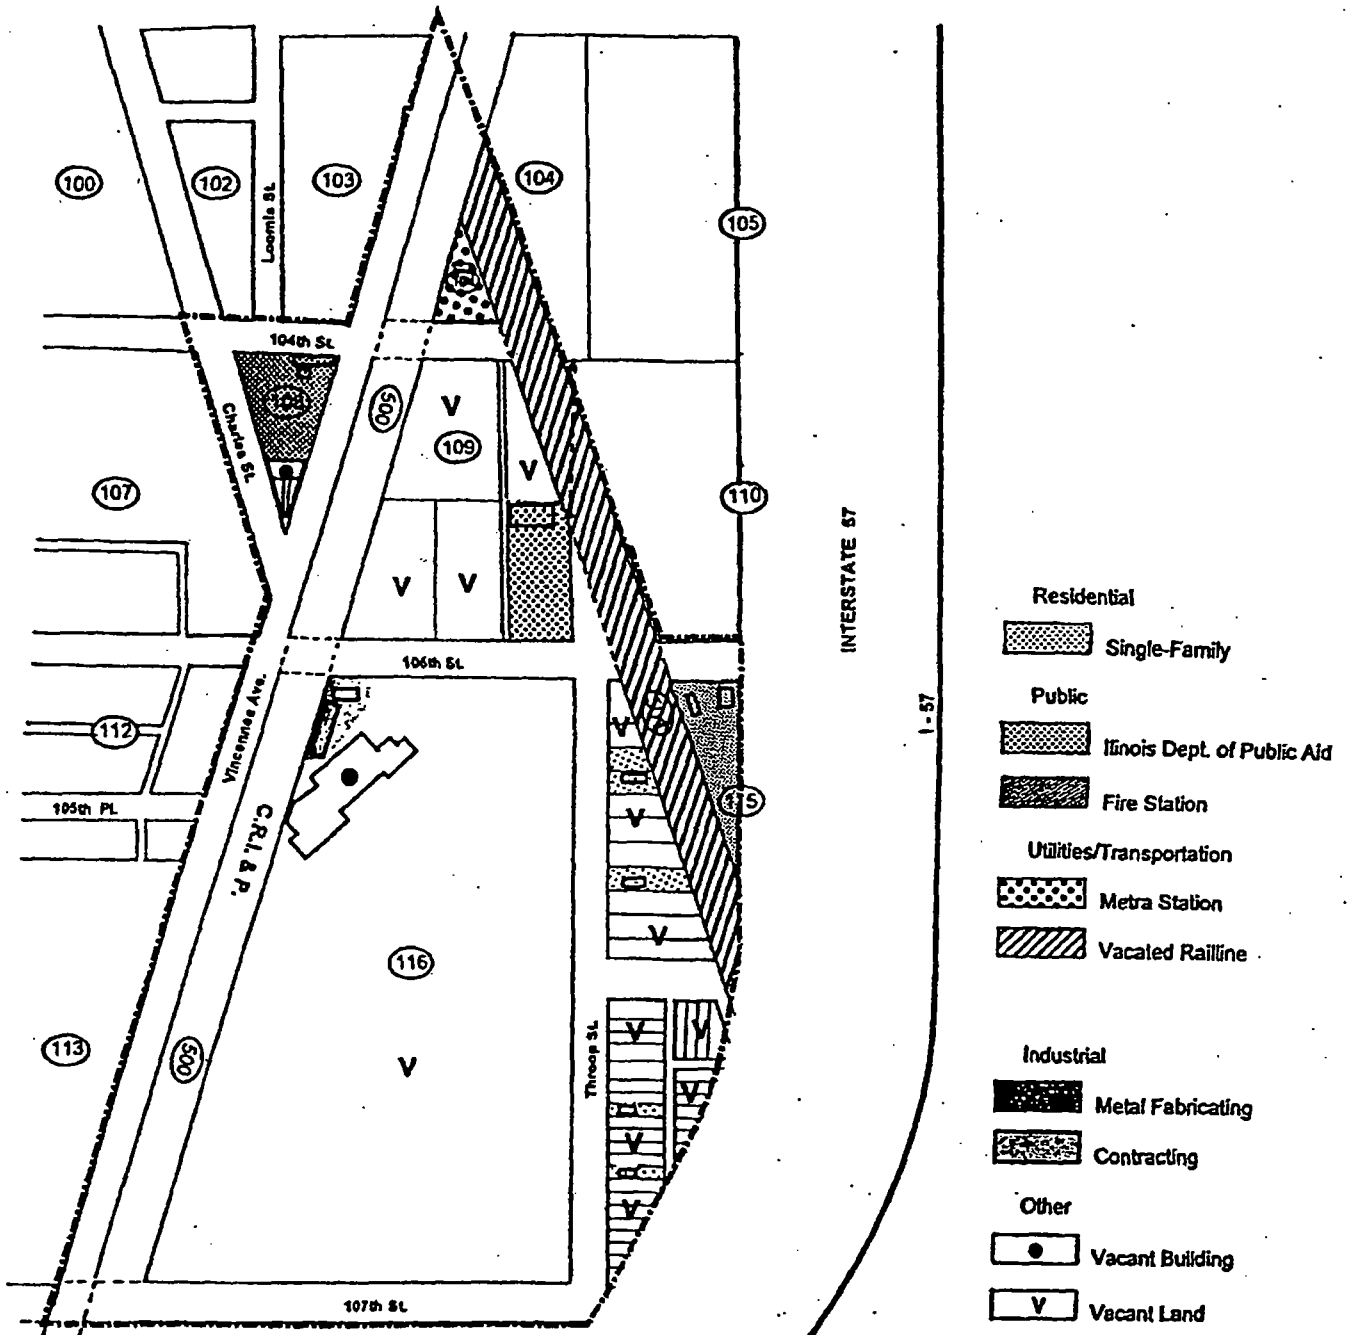 100
102
Loomis St.
103
104
105
104th St.
108
500
V
109
V
Charles St.
107
110
V
V
INTERSTATE 57
106th St.
Vincennes Ave.
112
V
I - 57
115
105th Pl.
V
C.R.I. & P.
V
116
113
500
V
Throop St.
V
V
V
V
V
107th St.
Residential
Single-Family
Public
Illinois Dept. of Public Aid
Fire Station
Utilities/Transportation
Metra Station
Vacated Railline
Industrial
Metal Fabricating
Contracting
Other
Vacant Building
V Vacant Land